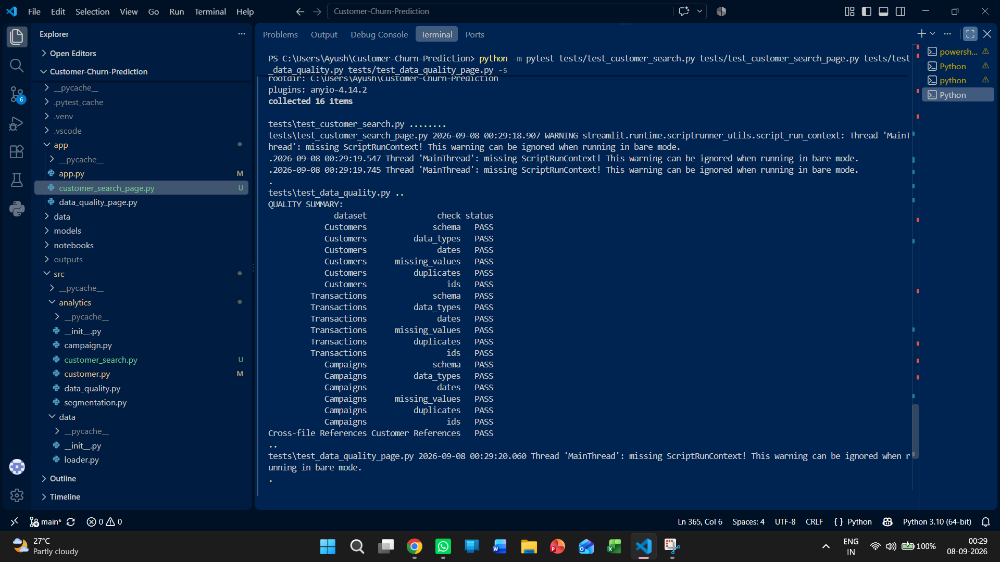 File Edit Selection View Go Run Terminal Help
Customer-Churn-Prediction
Explorer
Open Editors
Customer-Churn-Prediction
__pycache__
.pytest_cache
.venv
.vscode
app
__pycache__
app.py M
customer_search_page.py U
data_quality_page.py
data
models
notebooks
outputs
src
__pycache__
analytics
__pycache__
__init__.py
campaign.py
customer_search.py U
customer.py M
data_quality.py
segmentation.py
data
__pycache__
__init__.py
loader.py
Outline
Timeline
6
Problems Output Debug Console Terminal Ports
PS C:\Users\Ayush\Customer-Churn-Prediction> python -m pytest tests/test_customer_search.py tests/test_customer_search_page.py tests/test
_data_quality.py tests/test_data_quality_page.py -s
rootdir: C:\Users\Ayush\Customer-Churn-Prediction
plugins: anyio-4.14.2
collected 16 items
tests\test_customer_search.py ........
tests\test_customer_search_page.py 2026-09-08 00:29:18.907 WARNING streamlit.runtime.scriptrunner_utils.script_run_context: Thread 'MainT
hread': missing ScriptRunContext! This warning can be ignored when running in bare mode.
.2026-09-08 00:29:19.547 Thread 'MainThread': missing ScriptRunContext! This warning can be ignored when running in bare mode.
.2026-09-08 00:29:19.745 Thread 'MainThread': missing ScriptRunContext! This warning can be ignored when running in bare mode.
.
tests\test_data_quality.py ..
QUALITY SUMMARY:
dataset check status
Customers schema PASS
Customers data_types PASS
Customers dates PASS
Customers missing_values PASS
Customers duplicates PASS
Customers ids PASS
Transactions schema PASS
Transactions data_types PASS
Transactions dates PASS
Transactions missing_values PASS
Transactions duplicates PASS
Transactions ids PASS
Campaigns schema PASS
Campaigns data_types PASS
Campaigns dates PASS
Campaigns missing_values PASS
Campaigns duplicates PASS
Campaigns ids PASS
Cross-file References Customer References PASS
..
tests\test_data_quality_page.py 2026-09-08 00:29:20.060 Thread 'MainThread': missing ScriptRunContext! This warning can be ignored when r
unning in bare mode.
.
powersh...
Python
python
Python
main* 0 0
Ln 365, Col 6 Spaces: 4 UTF-8 CRLF {} Python Python 3.10 (64-bit)
27°C
Partly cloudy
ENG
IN
100%
00:29
08-09-2026